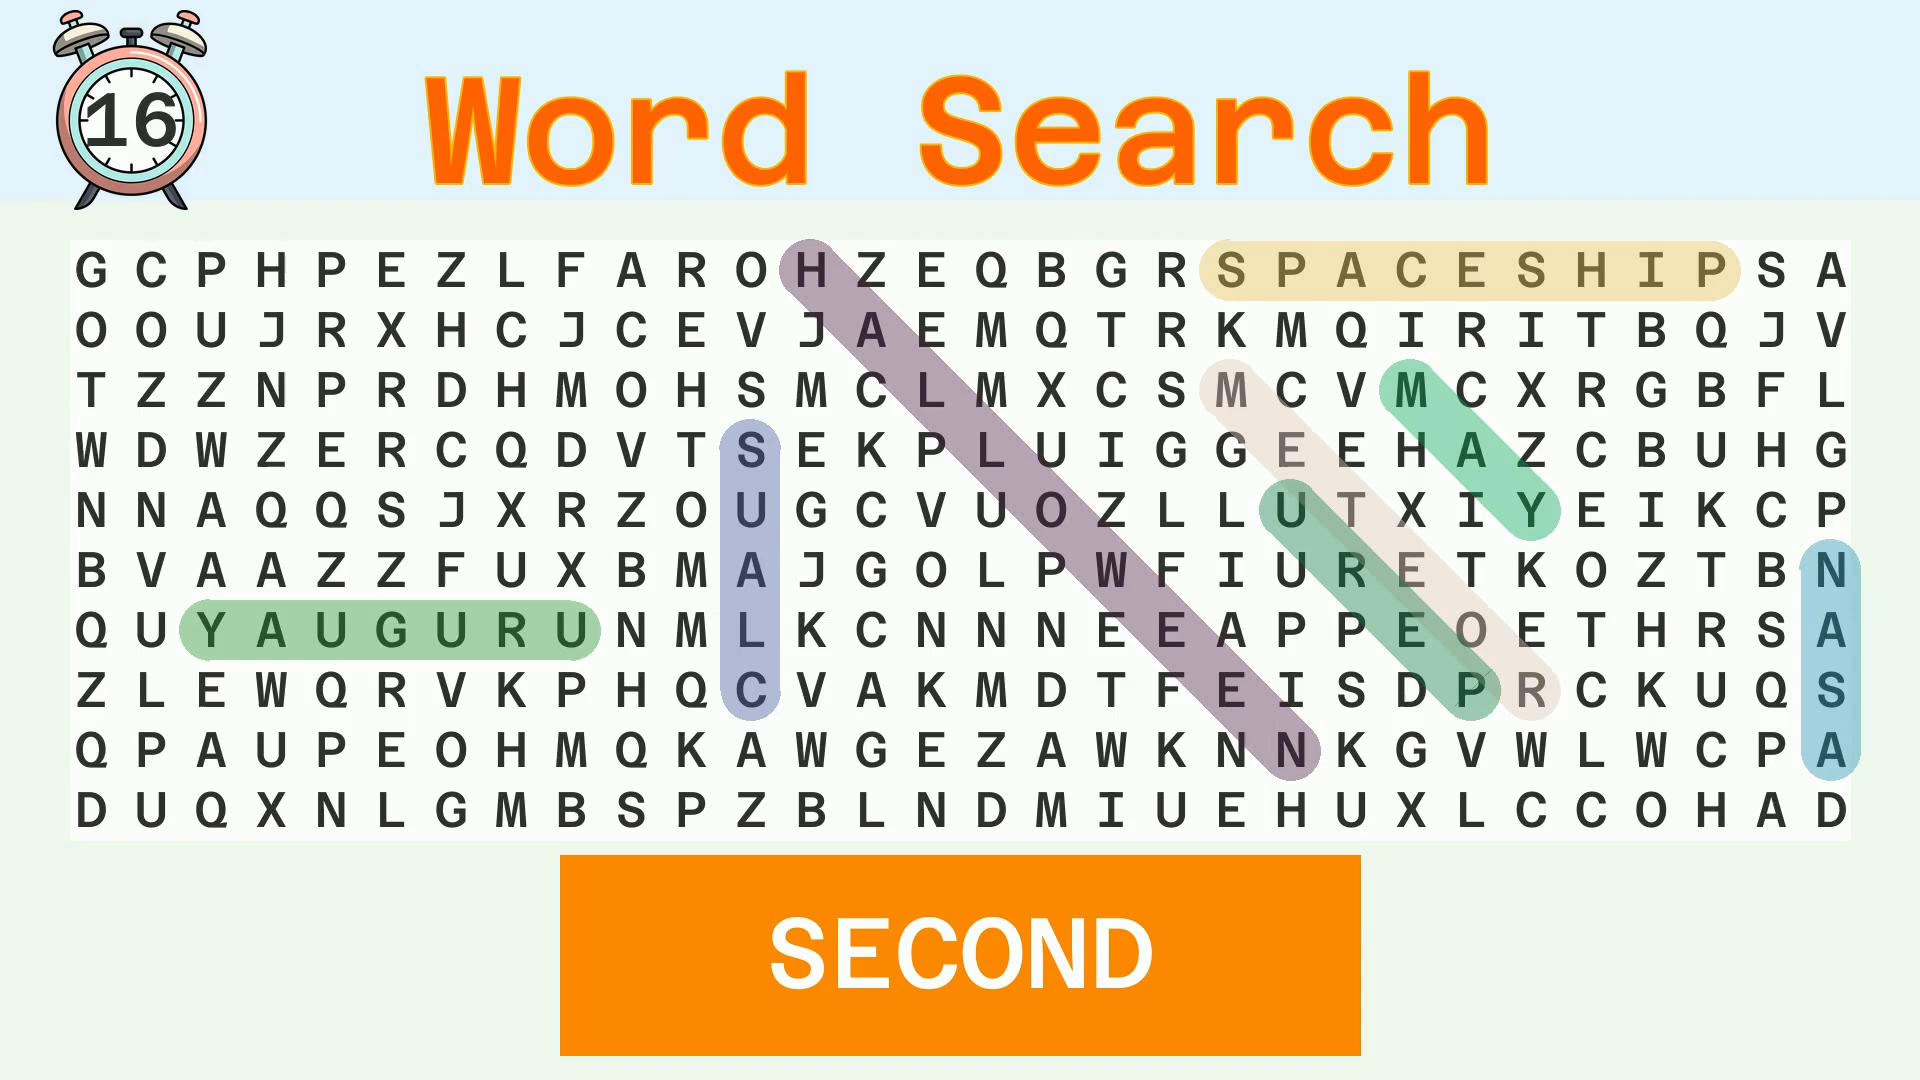 16
Word Search
G C P H P E Z L F A R O H Z E Q B G R S P A C E S H I P S A
O O U J R X H C J C E V J A E M Q T R K M Q I R I T B Q J V
T Z Z N P R D H M O H S M C L M X C S M C V M C X R G B F L
W D W Z E R C Q D V T S E K P L U I G G E E H A Z C B U H G
N N A Q Q S J X R Z O U G C V U O Z L L U T X I Y E I K C P
B V A A Z Z F U X B M A J G O L P W F I U R E T K O Z T B N
Q U Y A U G U R U N M L K C N N N E E A P P E O E T H R S A
Z L E W Q R V K P H Q C V A K M D T F E I S D P R C K U Q S
Q P A U P E O H M Q K A W G E Z A W K N N K G V W L W C P A
D U Q X N L G M B S P Z B L N D M I U E H U X L C C O H A D
SECOND